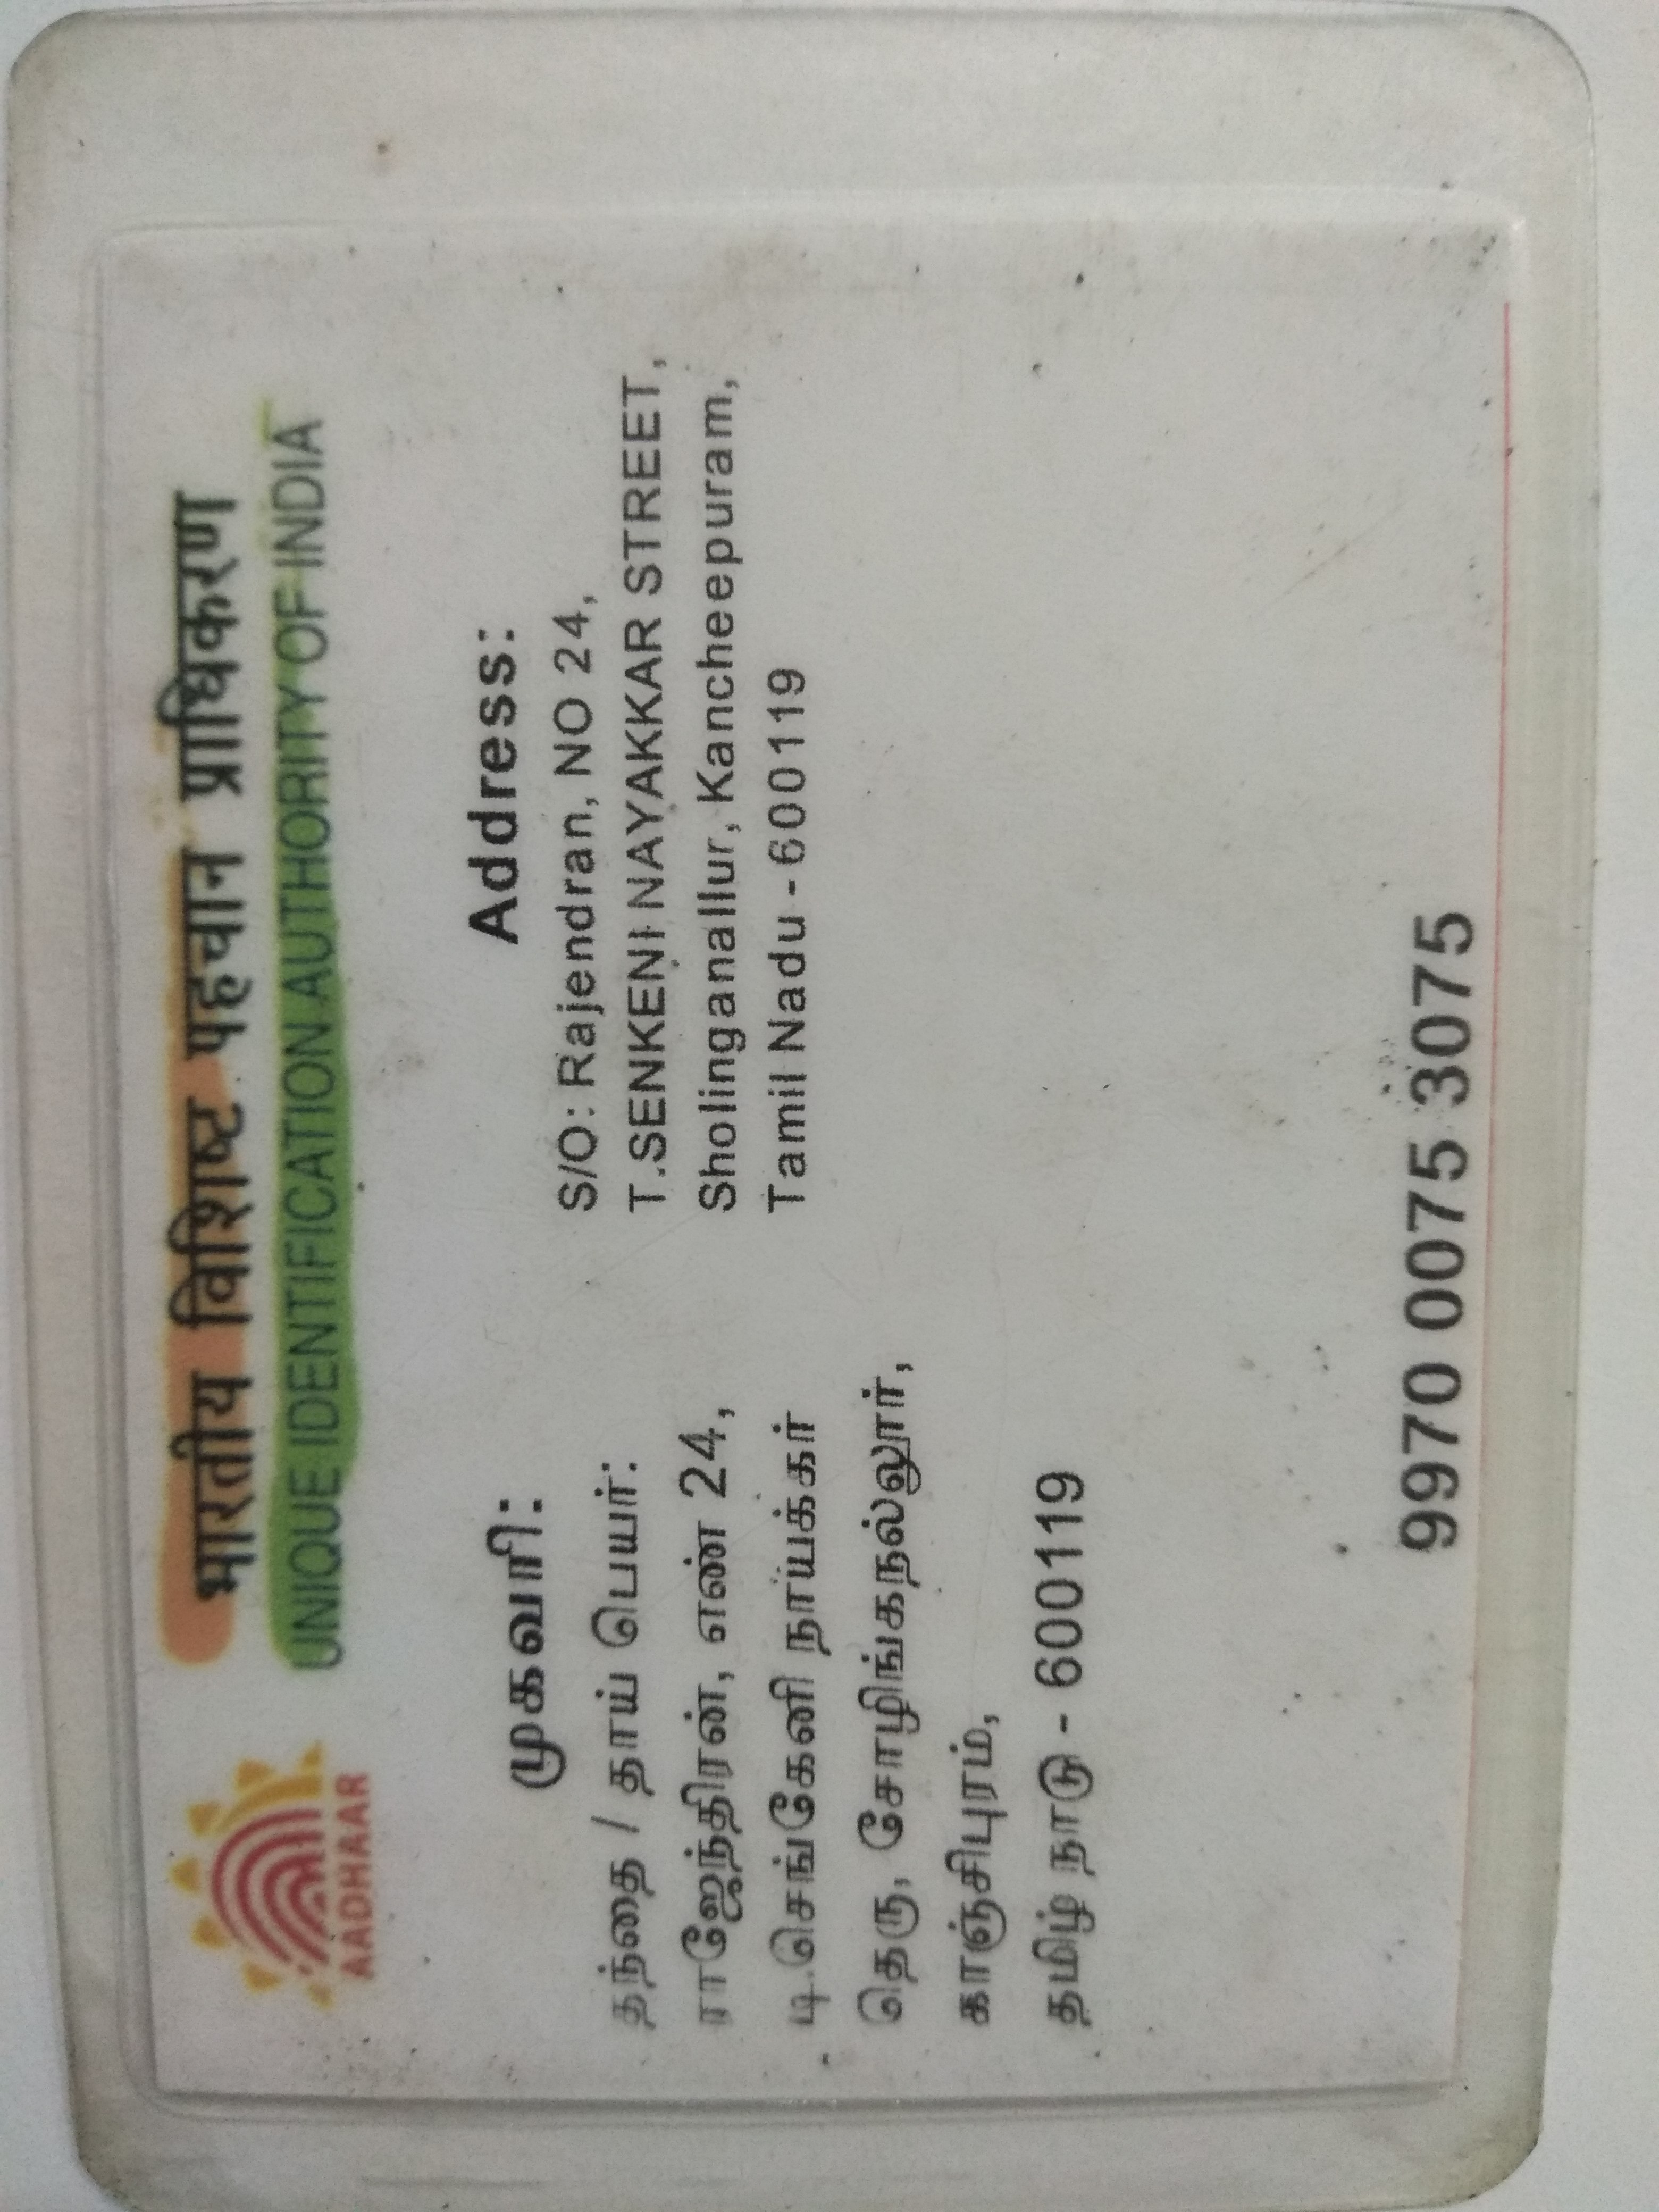 भारतीय विशिष्ट पहचान प्राधिकरण
UNIQUE IDENTIFICATION AUTHORITY OF INDIA
AADHAAR
முகவரி:
தந்தை / தாய் பெயர்:
ராஜேந்திரன், எண் 24,
டி.செங்கேனி நாய்க்கர்
தெரு, சோழிங்கநல்லூர்,
காஞ்சிபுரம்,
தமிழ் நாடு - 600119
Address:
S/O: Rajendran, NO 24,
T.SENKENI NAYAKKAR STREET,
Sholinganallur, Kancheepuram,
Tamil Nadu - 600119
9970 0075 3075